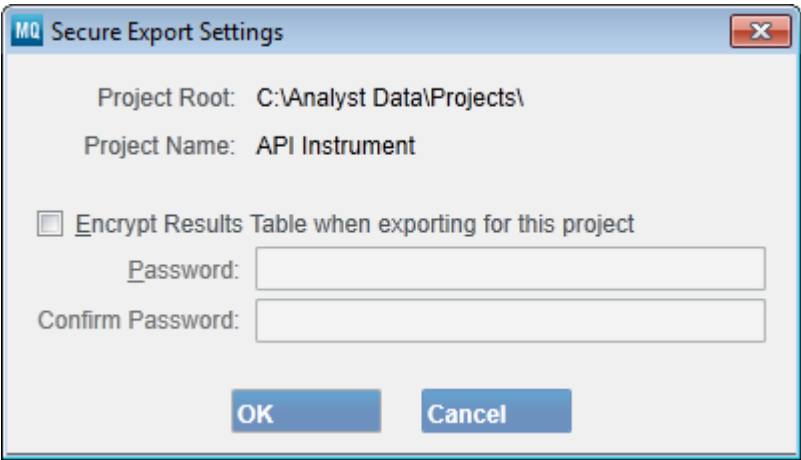 MQ Secure Export Settings
Project Root: C:\Analyst Data\Projects\
Project Name: API Instrument
Encrypt Results Table when exporting for this project
Password:
Confirm Password:
OK Cancel